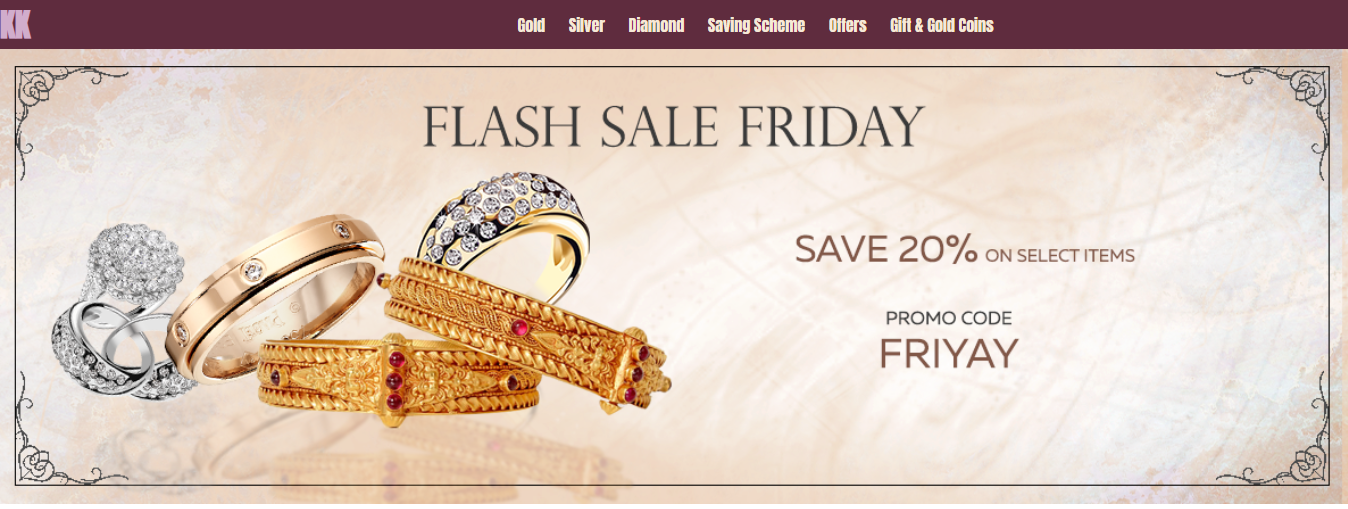 KK
Gold Silver Diamond Saving Scheme Offers Gift & Gold Coins
FLASH SALE FRIDAY
SAVE 20% ON SELECT ITEMS
PROMO CODE
FRIYAY